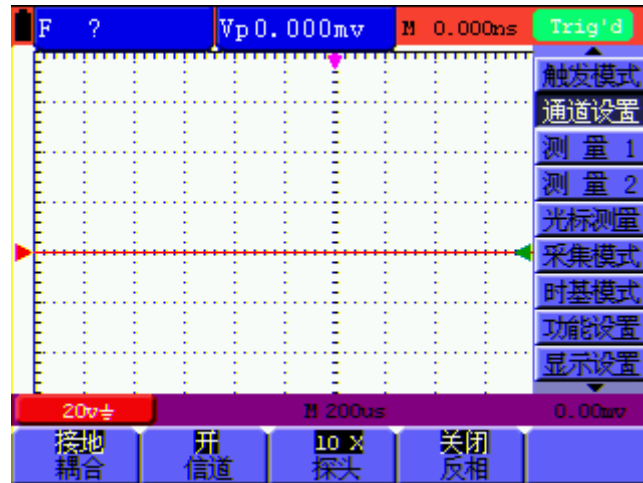 F ? Vp0.000mv M 0.000ns Trig'd
触发模式
通道设置
测 量 1
测 量 2
光标测量
采集模式
时基模式
功能设置
显示设置
20v M 200us 0.00mv
接地 开 10 X 关闭
耦合 信道 探头 反相